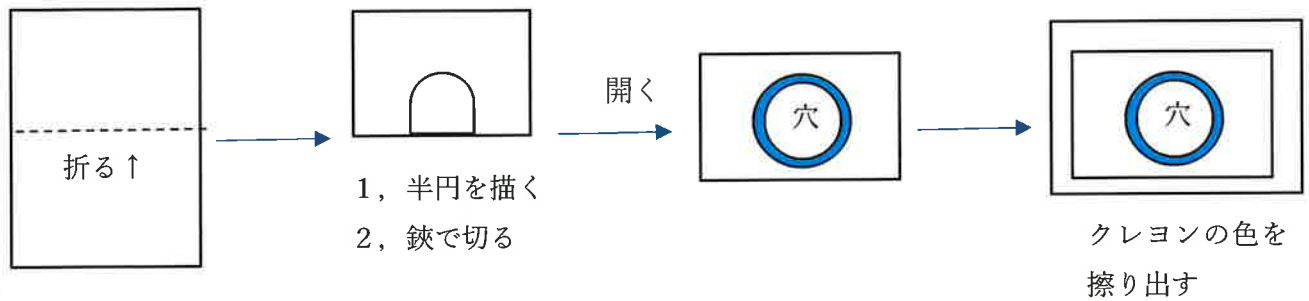 折る↑
1，半円を描く
2，鋏で切る
開く
穴
穴
クレヨンの色を
擦り出す